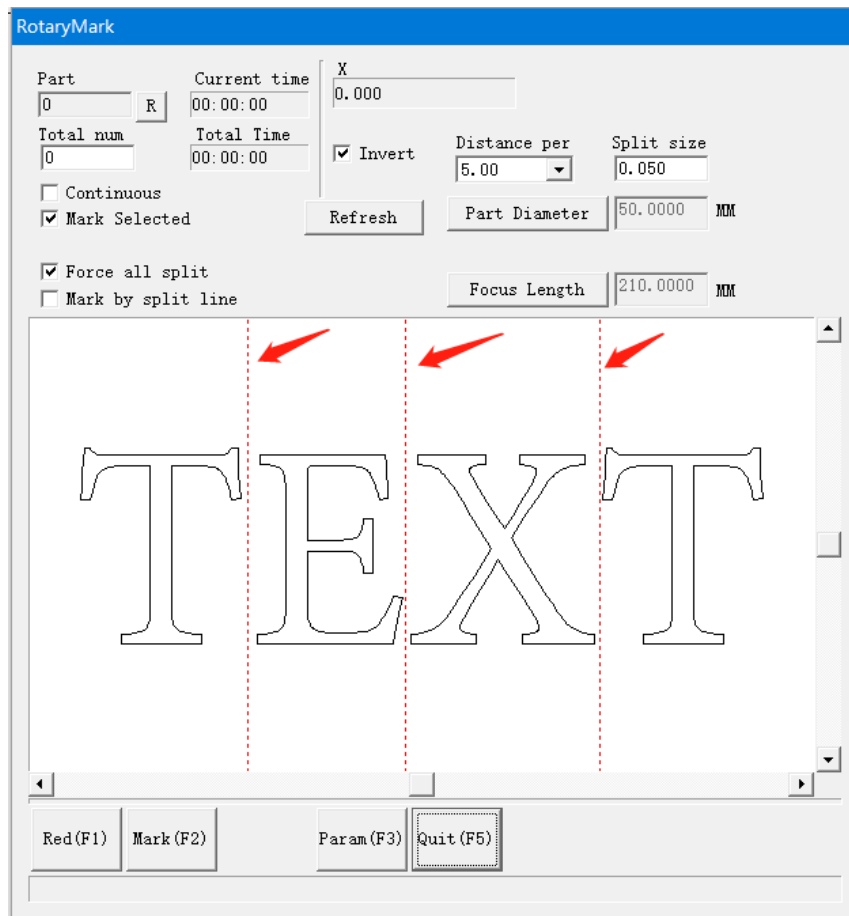 RotaryMark
Part Current time X
0 R 00:00:00 0.000
Total num Total Time
0 00:00:00 Invert Distance per Split size
5.00 0.050
Continuous
Mark Selected Refresh Part Diameter 50.0000 MM
Force all split
Mark by split line Focus Length 210.0000 MM
TEXT
Red(F1) Mark(F2) Param(F3) Quit(F5)